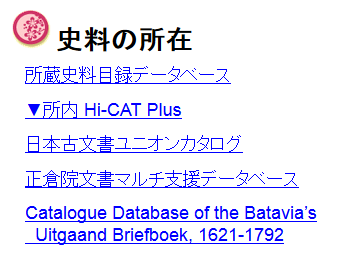 史料の所在
所蔵史料目録データベース
▼所内 Hi-CAT Plus
日本古文書ユニオンカタログ
正倉院文書マルチ支援データベース
Catalogue Database of the Batavia’s
Uitgaand Briefboek, 1621-1792